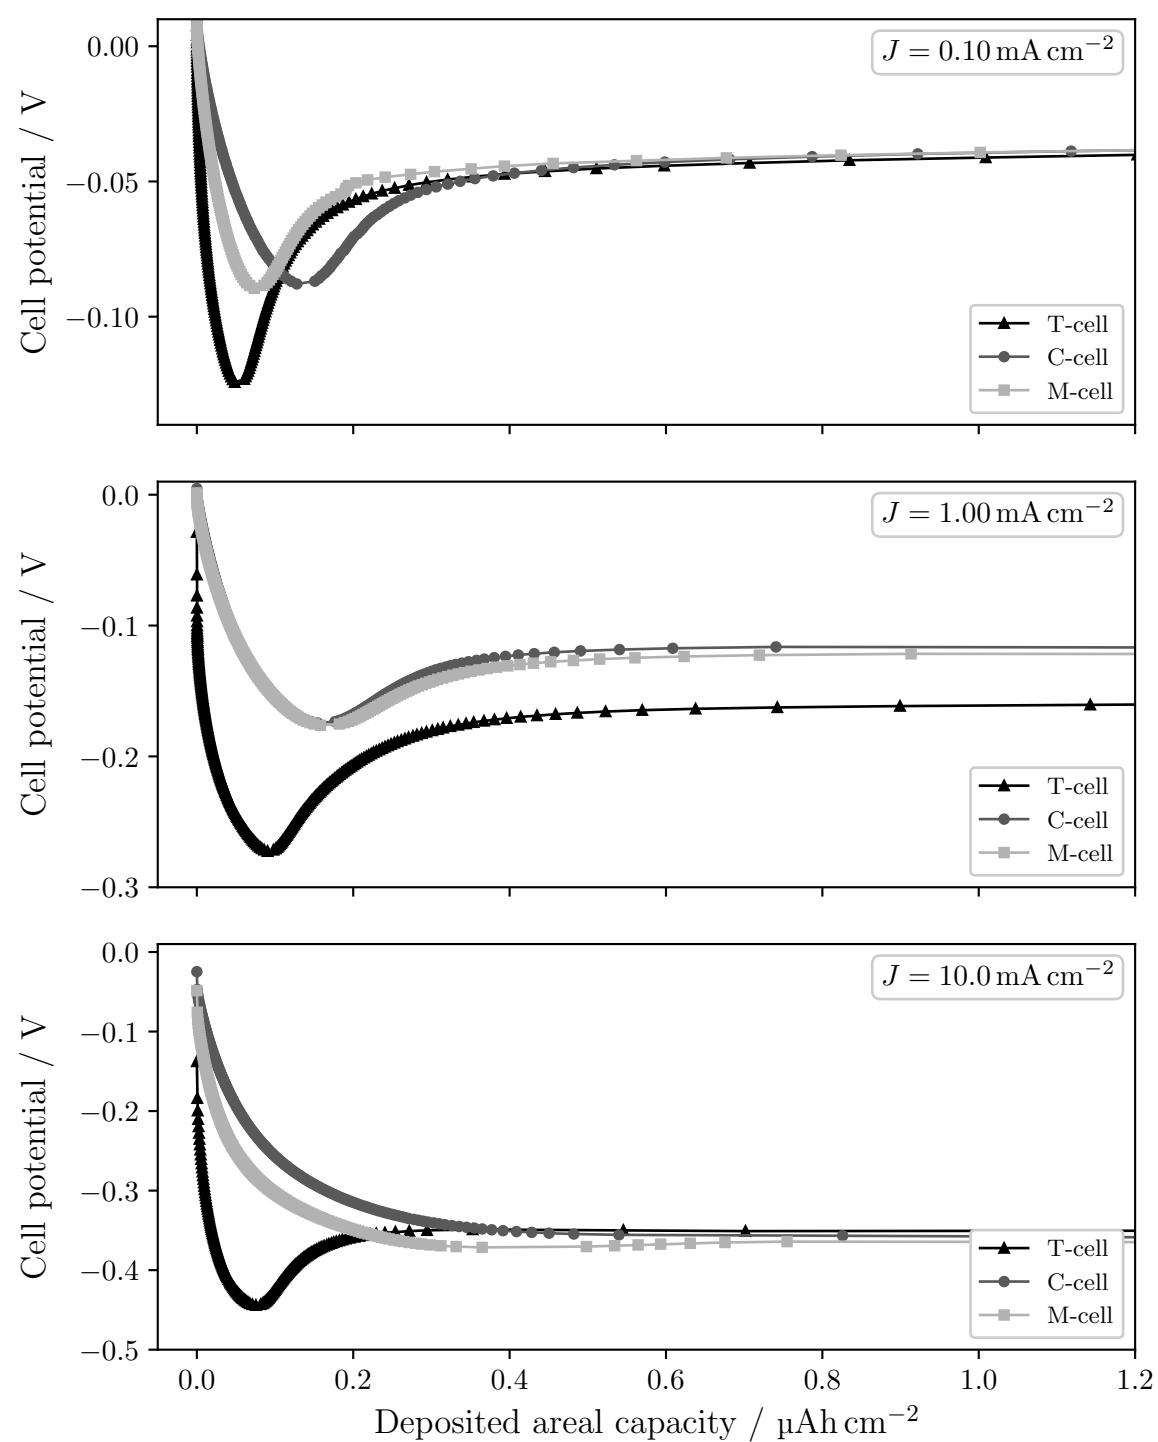 J = 0.10 mA cm⁻²
0.00
−0.05
−0.10
Cell potential / V
T-cell
C-cell
M-cell
J = 1.00 mA cm⁻²
0.0
−0.1
−0.2
−0.3
Cell potential / V
T-cell
C-cell
M-cell
J = 10.0 mA cm⁻²
0.0
−0.1
−0.2
−0.3
−0.4
−0.5
Cell potential / V
T-cell
C-cell
M-cell
0.0 0.2 0.4 0.6 0.8 1.0 1.2
Deposited areal capacity / µAh cm⁻²